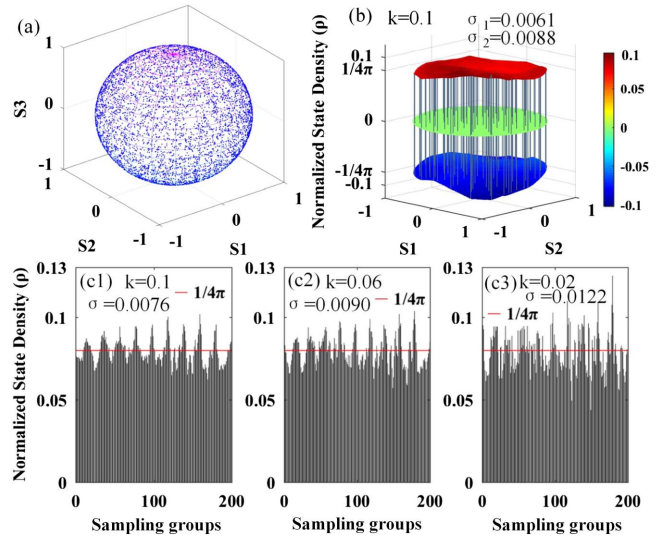 (a)
1
0
-1
S3
1
0
-1
S2
-1
0
1
S1
(b) k=0.1 σ1=0.0061
σ2=0.0088
Normalized State Density (ρ)
0.1
1/4π
0
-1/4π
-0.1
-1
0
1
S1
-1
0
1
S2
0.1
0.05
0
-0.05
-0.1
Normalized State Density (ρ)
0.13
0.1
0.05
0
(c1) k=0.1
1/4π
σ =0.0076
0 100 200
Sampling groups
0.13
0.1
0.05
0
(c2) k=0.06
1/4π
σ=0.0090
0 100 200
Sampling groups
0.13
0.1
0.05
0
(c3) k=0.02
σ=0.0122
1/4π
0 100 200
Sampling groups